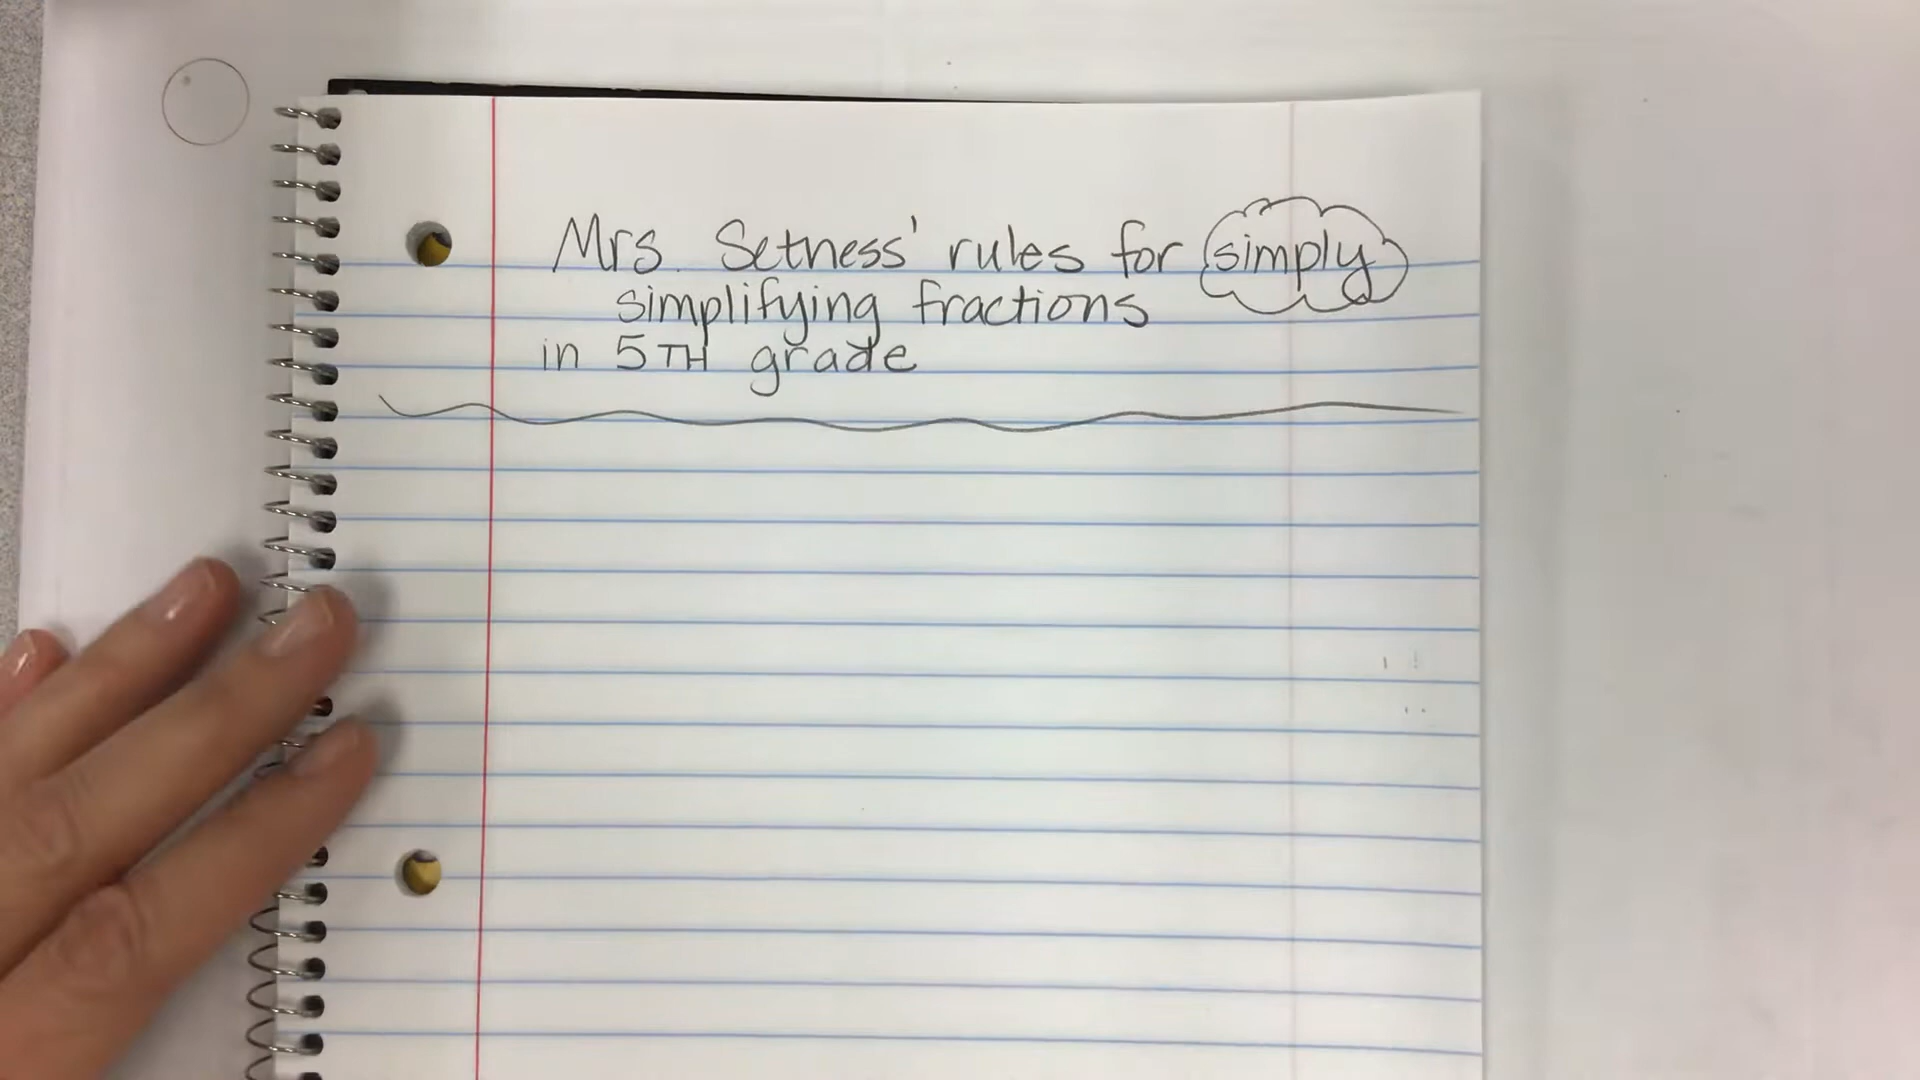 Mrs. Setness' rules for simply
simplifying fractions
in 5TH grade